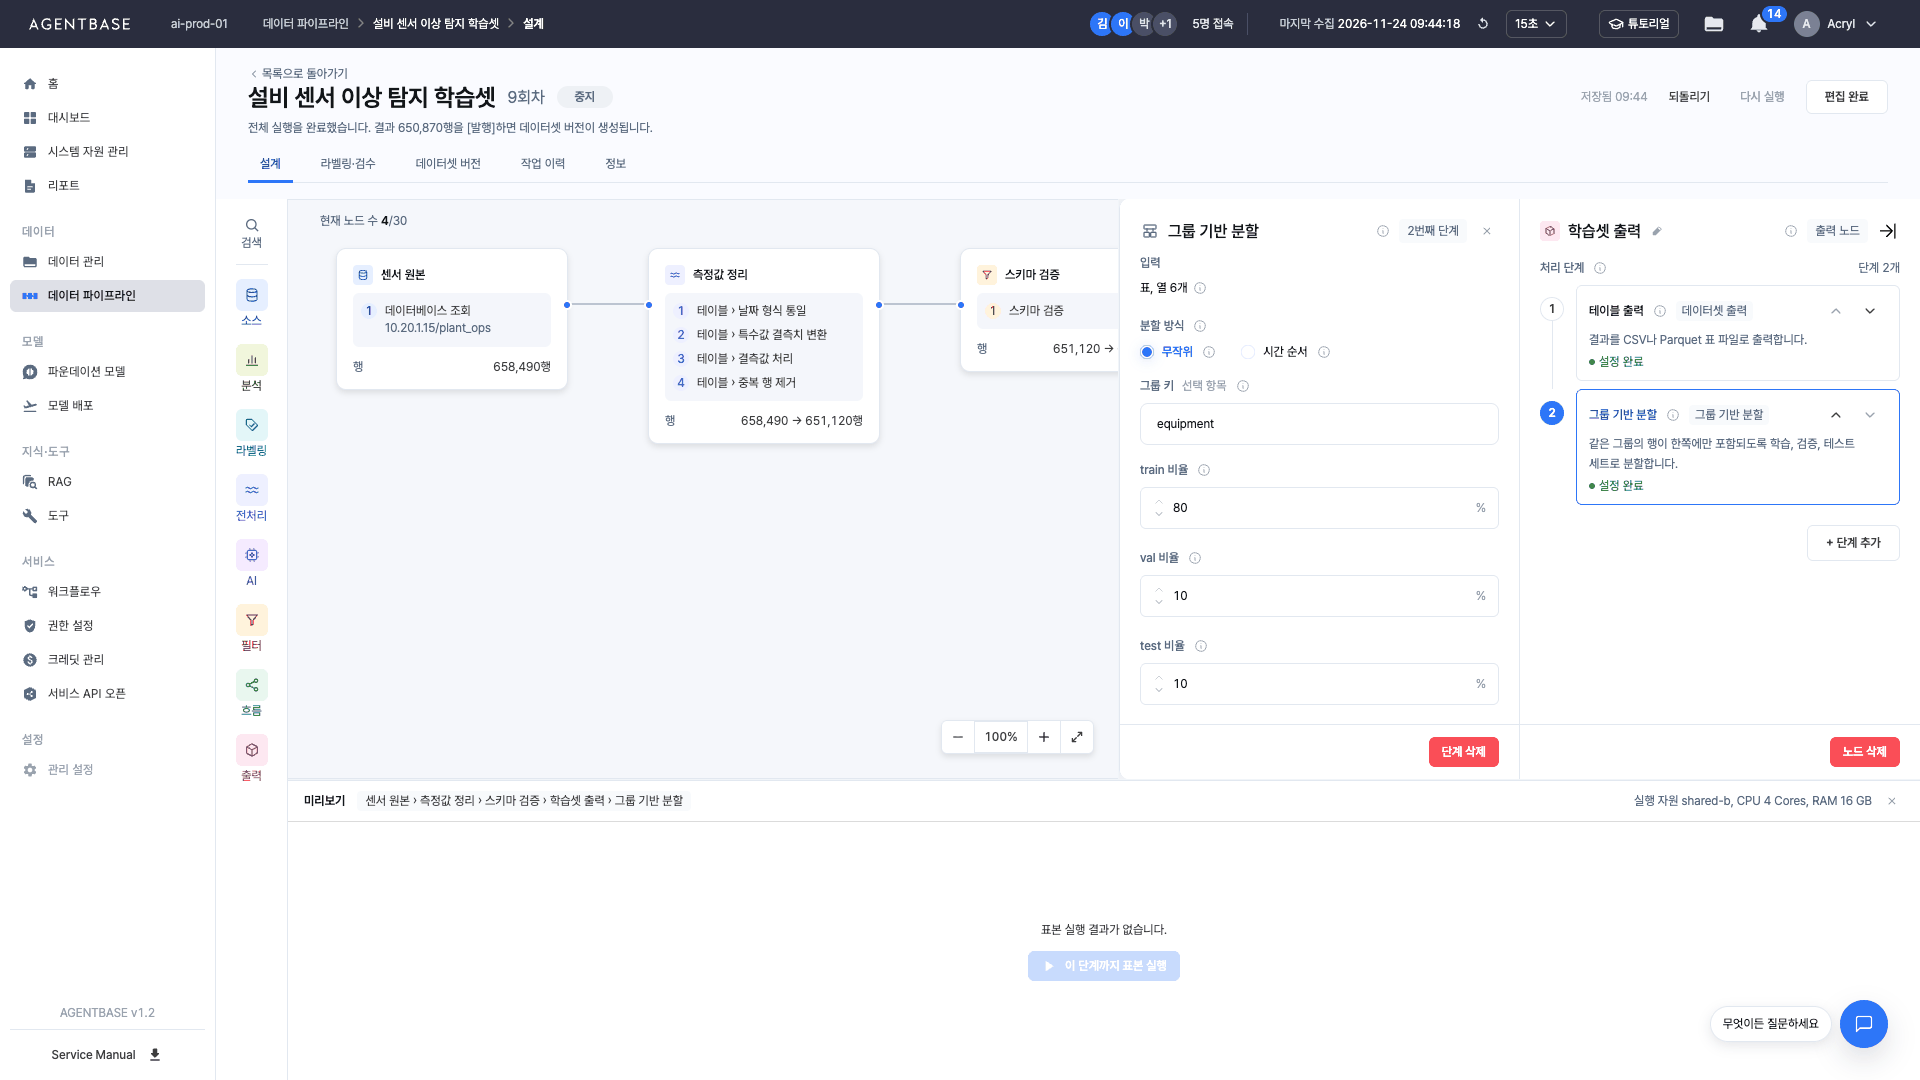 AGENTBASE
ai-prod-01
데이터 파이프라인 > 설비 센서 이상 탐지 학습셋 > 설계
김 이 박 +1 5명 접속
마지막 수집 2026-11-24 09:44:18
15초
튜토리얼
14
A Acryl
홈
대시보드
시스템 자원 관리
리포트
데이터
데이터 관리
데이터 파이프라인
모델
파운데이션 모델
모델 배포
지식·도구
RAG
도구
서비스
워크플로우
권한 설정
크레딧 관리
서비스 API 오픈
설정
관리 설정
AGENTBASE v1.2
Service Manual
목록으로 돌아가기
설비 센서 이상 탐지 학습셋 9회차 중지
전체 실행을 완료했습니다. 결과 650,870행을 [발행]하면 데이터셋 버전이 생성됩니다.
저장됨 09:44 되돌리기 다시 실행 편집 완료
설계 라벨링·검수 데이터셋 버전 작업 이력 정보
검색
소스
분석
라벨링
전처리
AI
필터
흐름
출력
현재 노드 수 4/30
센서 원본
1 데이터베이스 조회
10.20.1.15/plant_ops
행 658,490행
측정값 정리
1 테이블 › 날짜 형식 통일
2 테이블 › 특수값 결측치 변환
3 테이블 › 결측값 처리
4 테이블 › 중복 행 제거
행 658,490 → 651,120행
스키마 검증
1 스키마 검증
행 651,120 →
100%
그룹 기반 분할 2번째 단계
입력
표, 열 6개
분할 방식
무작위 시간 순서
그룹 키 선택 항목
equipment
train 비율
80 %
val 비율
10 %
test 비율
10 %
단계 삭제
학습셋 출력 출력 노드
처리 단계 단계 2개
1 테이블 출력 데이터셋 출력
결과를 CSV나 Parquet 표 파일로 출력합니다.
설정 완료
2 그룹 기반 분할 그룹 기반 분할
같은 그룹의 행이 한쪽에만 포함되도록 학습, 검증, 테스트
세트로 분할합니다.
설정 완료
+ 단계 추가
노드 삭제
미리보기 센서 원본 › 측정값 정리 › 스키마 검증 › 학습셋 출력 › 그룹 기반 분할
실행 자원 shared-b, CPU 4 Cores, RAM 16 GB
표본 실행 결과가 없습니다.
이 단계까지 표본 실행
무엇이든 질문하세요